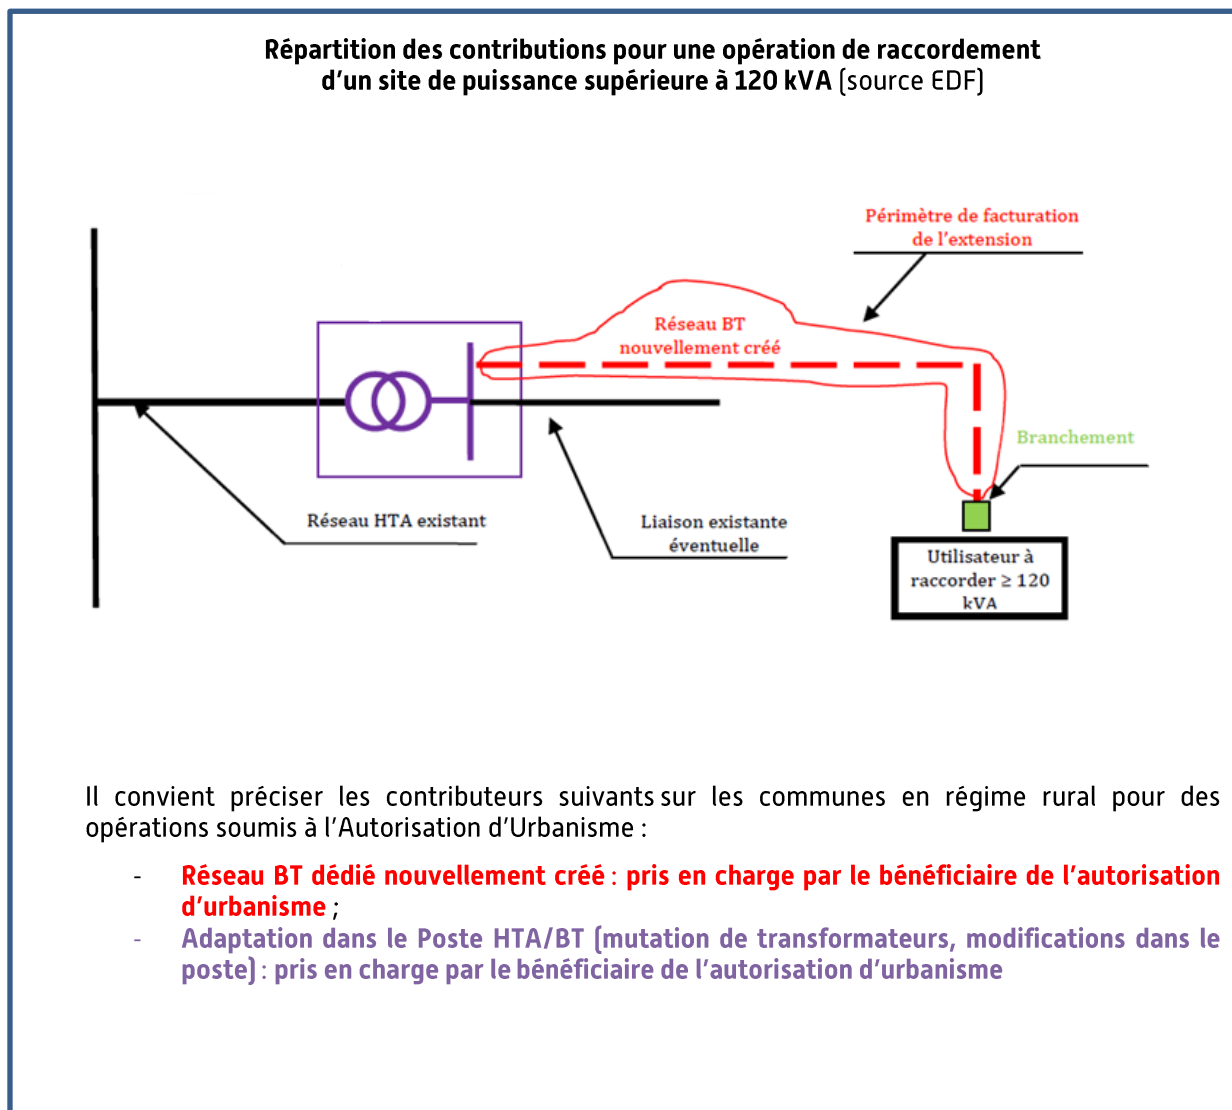 Répartition des contributions pour une opération de raccordement
d'un site de puissance supérieure à 120 kVA (source EDF)
Périmètre de facturation
de l'extension
Réseau BT
nouvellement créé
Branchement
Réseau HTA existant
Liaison existante
éventuelle
Utilisateur à
raccorder ≥ 120
kVA
Il convient préciser les contributeurs suivants sur les communes en régime rural pour des
opérations soumis à l'Autorisation d'Urbanisme :
- Réseau BT dédié nouvellement créé : pris en charge par le bénéficiaire de l'autorisation
d'urbanisme ;
- Adaptation dans le Poste HTA/BT (mutation de transformateurs, modifications dans le
poste) : pris en charge par le bénéficiaire de l'autorisation d'urbanisme